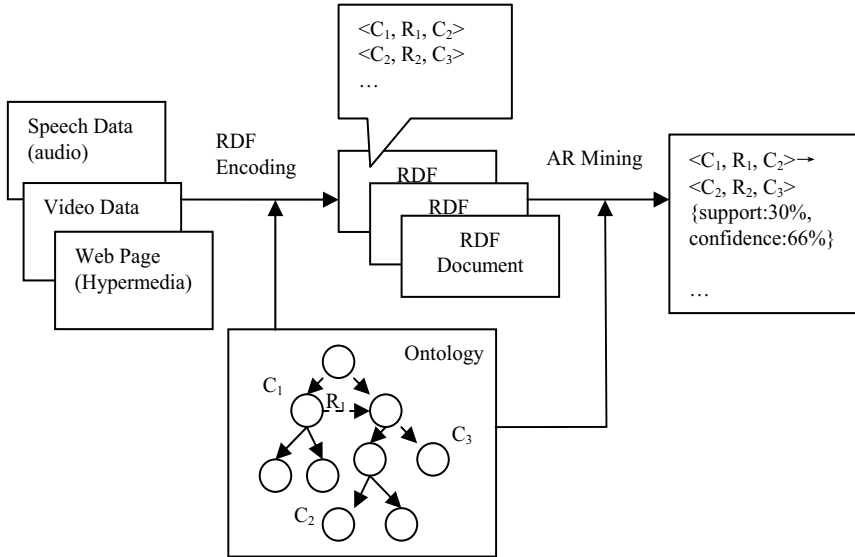 <C₁, R₁, C₂>
<C₂, R₂, C₃>
…
Speech Data
(audio)
Video Data
Web Page
(Hypermedia)
RDF
Encoding
RDF
RDF
RDF
Document
AR Mining
<C₁, R₁, C₂>→
<C₂, R₂, C₃>
{support:30%,
confidence:66%}
…
Ontology
C₁
R₁
C₃
C₂